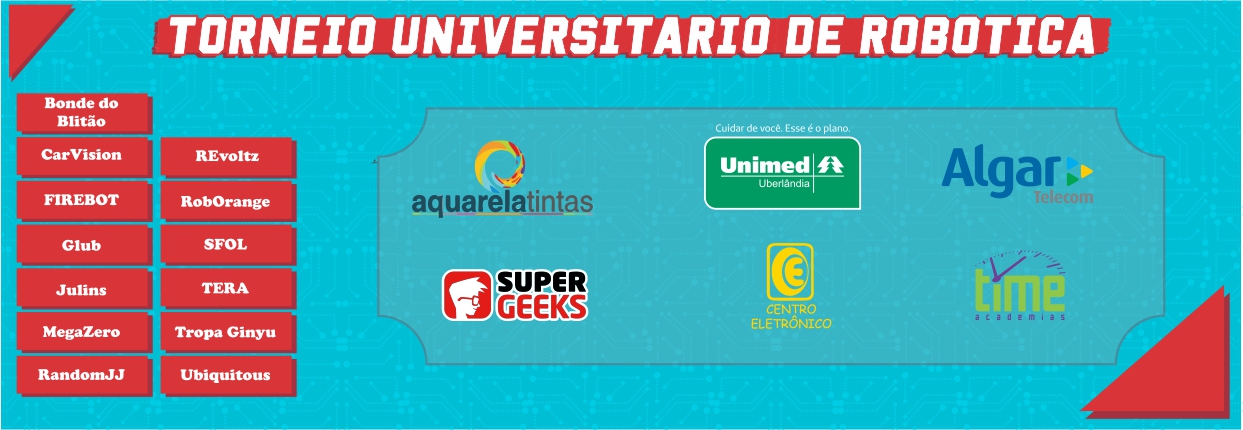 TORNEIO UNIVERSITARIO DE ROBOTICA
Bonde do
Blitão
CarVision
FIREBOT
Glub
Julins
MegaZero
RandomJJ
REvoltz
RobOrange
SFOL
TERA
Tropa Ginyu
Ubiquitous
aquarelatintas
Cuidar de você. Esse é o plano.
Unimed
Uberlândia
Algar
Telecom
SUPER
GEEKS
CENTRO
ELETRÔNICO
time
academias